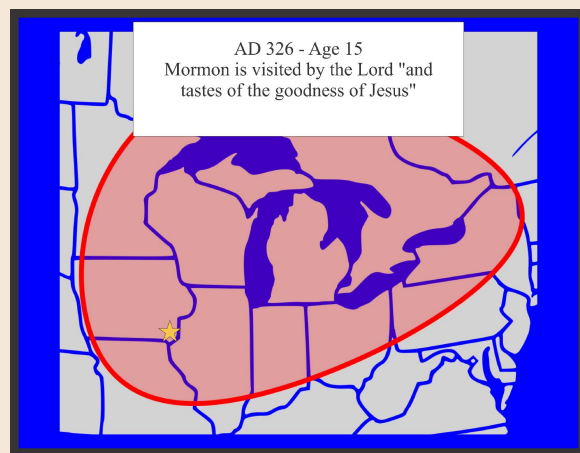 AD 326 - Age 15
Mormon is visited by the Lord "and
tastes of the goodness of Jesus"